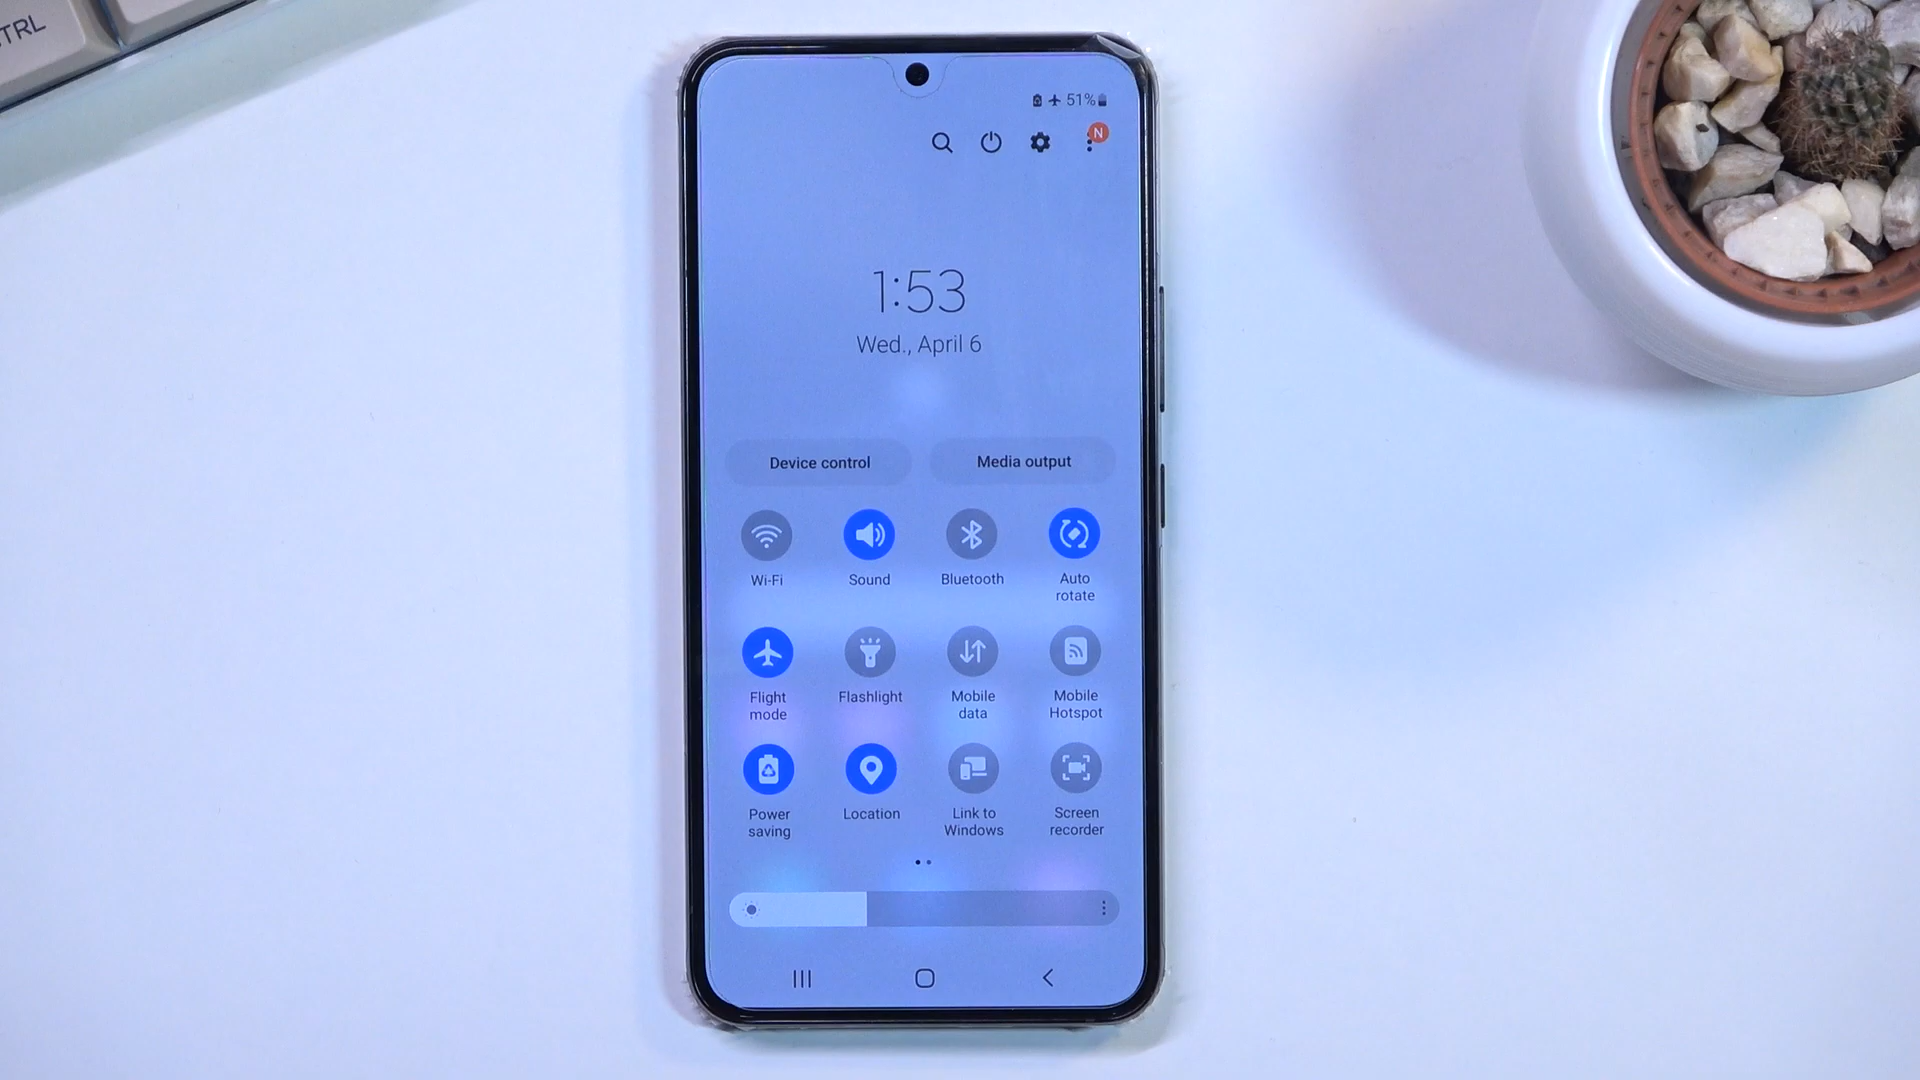 TRL
51%
N
1:53
Wed., April 6
Device control
Media output
Wi-Fi
Sound
Bluetooth
Auto
rotate
Flight
mode
Flashlight
Mobile
data
Mobile
Hotspot
Power
saving
Location
Link to
Windows
Screen
recorder